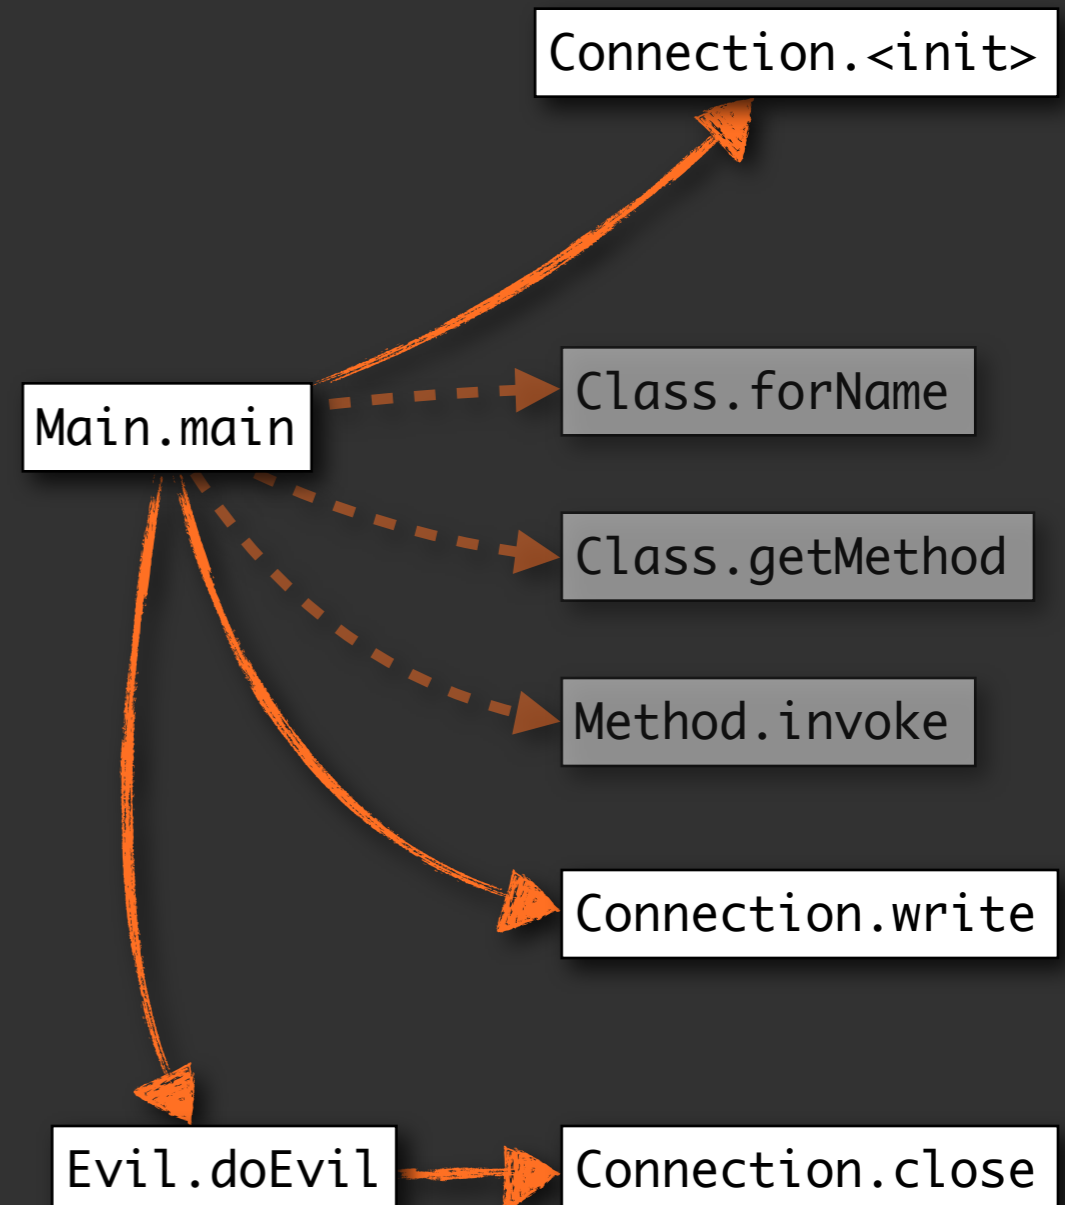 Connection.<init>
Class.forName
Main.main
Class.getMethod
Method.invoke
Connection.write
Evil.doEvil
Connection.close